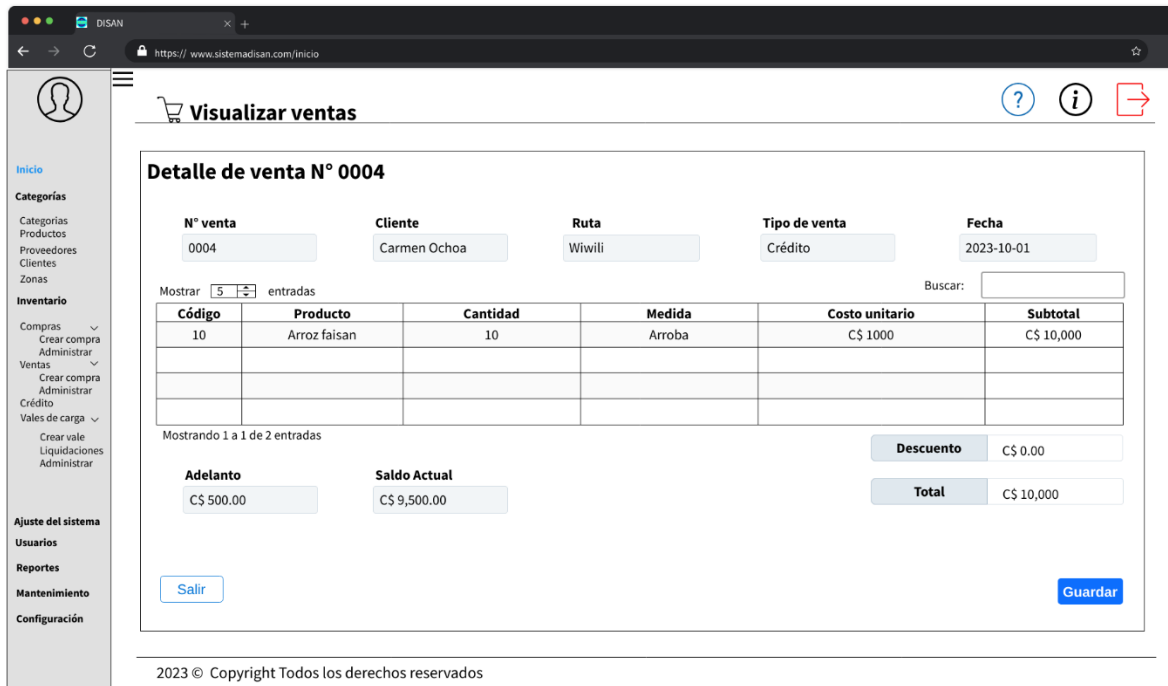 DISAN
https:// www.sistemadisan.com/inicio
Visualizar ventas
?
i
Inicio
Categorías
Categorias
Productos
Proveedores
Clientes
Zonas
Inventario
Compras
Crear compra
Administrar
Ventas
Crear compra
Administrar
Crédito
Vales de carga
Crear vale
Liquidaciones
Administrar
Ajuste del sistema
Usuarios
Reportes
Mantenimiento
Configuración
Detalle de venta N° 0004
N° venta Cliente Ruta Tipo de venta Fecha
0004 Carmen Ochoa Wiwili Crédito 2023-10-01
Mostrar 5 entradas Buscar:
Código Producto Cantidad Medida Costo unitario Subtotal
10 Arroz faisan 10 Arroba C$ 1000 C$ 10,000
Mostrando 1 a 1 de 2 entradas
Descuento C$ 0.00
Adelanto Saldo Actual
C$ 500.00 C$ 9,500.00
Total C$ 10,000
Salir Guardar
2023 © Copyright Todos los derechos reservados